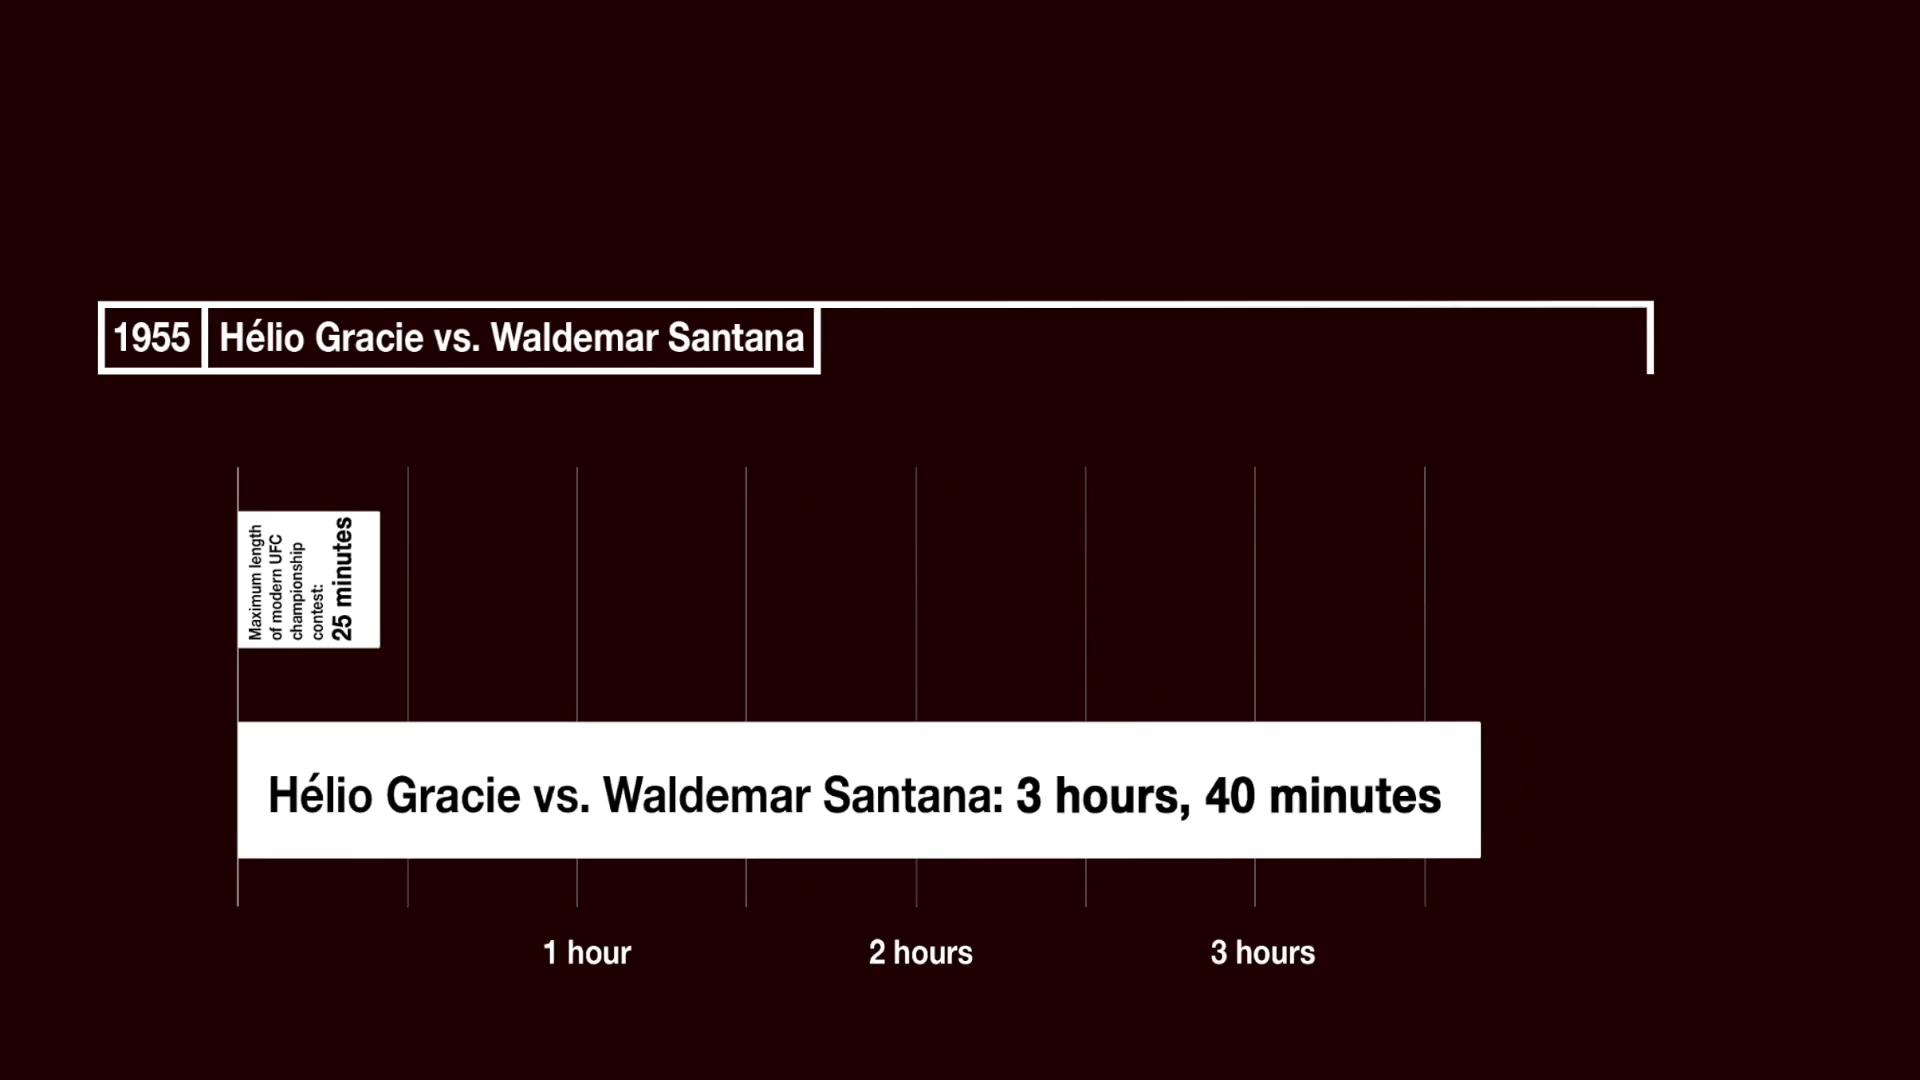 1955 Hélio Gracie vs. Waldemar Santana
Maximum length
of modern UFC
championship
contest:
25 minutes
Hélio Gracie vs. Waldemar Santana: 3 hours, 40 minutes
1 hour 2 hours 3 hours